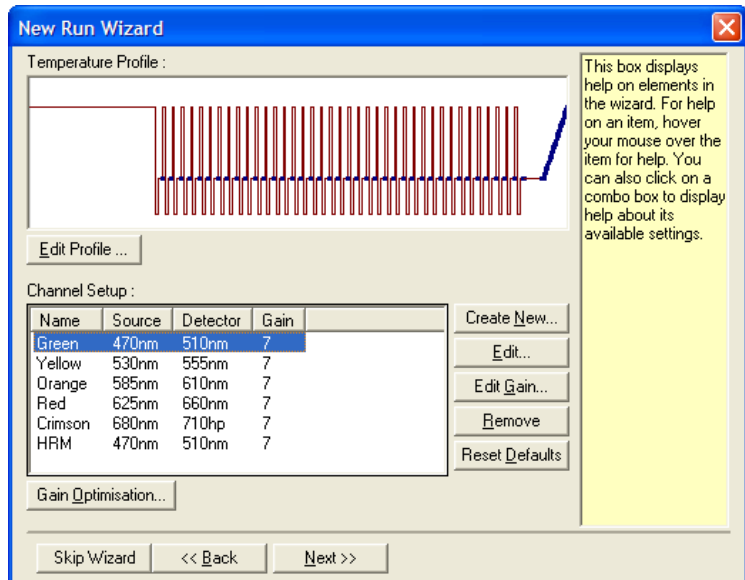 New Run Wizard
Temperature Profile :
Edit Profile ...
Channel Setup :
Name Source Detector Gain
Green 470nm 510nm 7
Yellow 530nm 555nm 7
Orange 585nm 610nm 7
Red 625nm 660nm 7
Crimson 680nm 710hp 7
HRM 470nm 510nm 7
Create New...
Edit...
Edit Gain...
Remove
Reset Defaults
Gain Optimisation...
This box displays
help on elements in
the wizard. For help
on an item, hover
your mouse over the
item for help. You
can also click on a
combo box to display
help about its
available settings.
Skip Wizard << Back Next >>